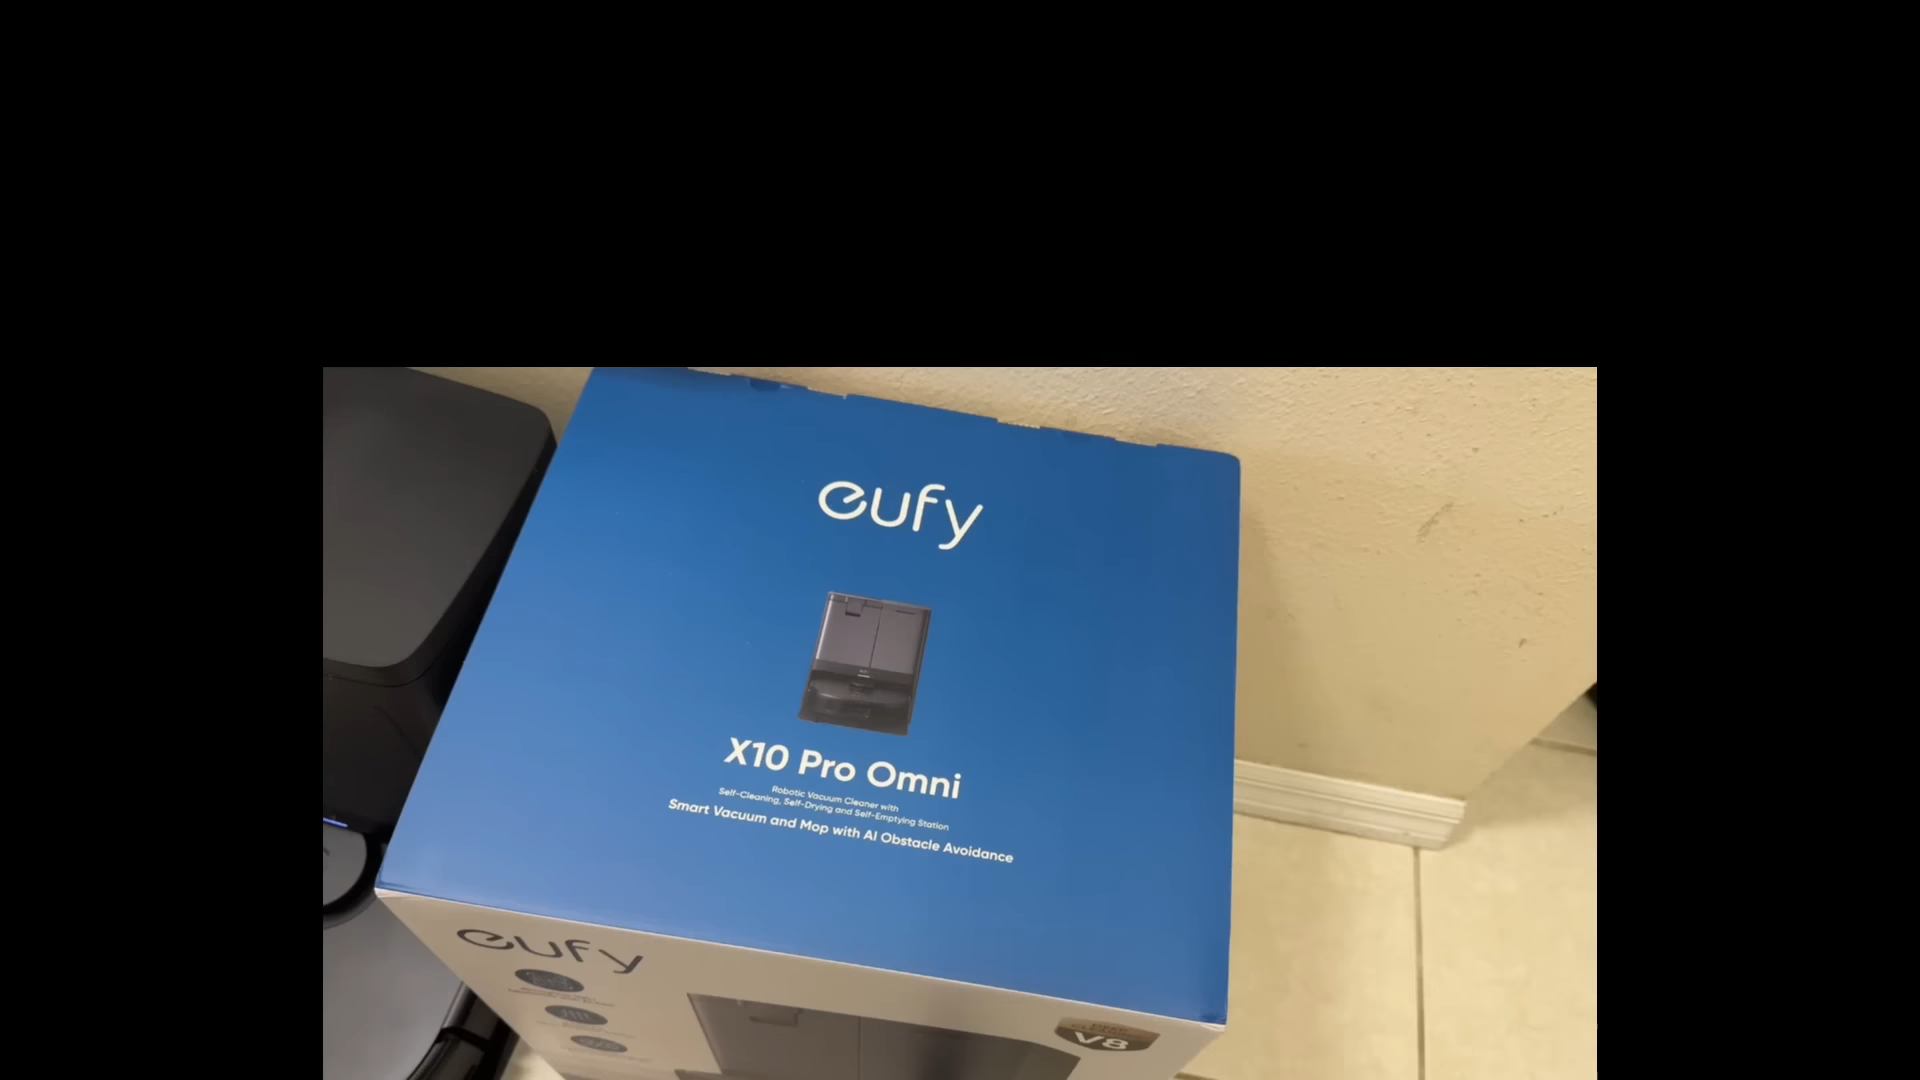 eufy
X10 Pro Omni
Robotic Vacuum Cleaner with
Self-Cleaning, Self-Drying and Self-Emptying Station
Smart Vacuum and Mop with AI Obstacle Avoidance
eufy
V8